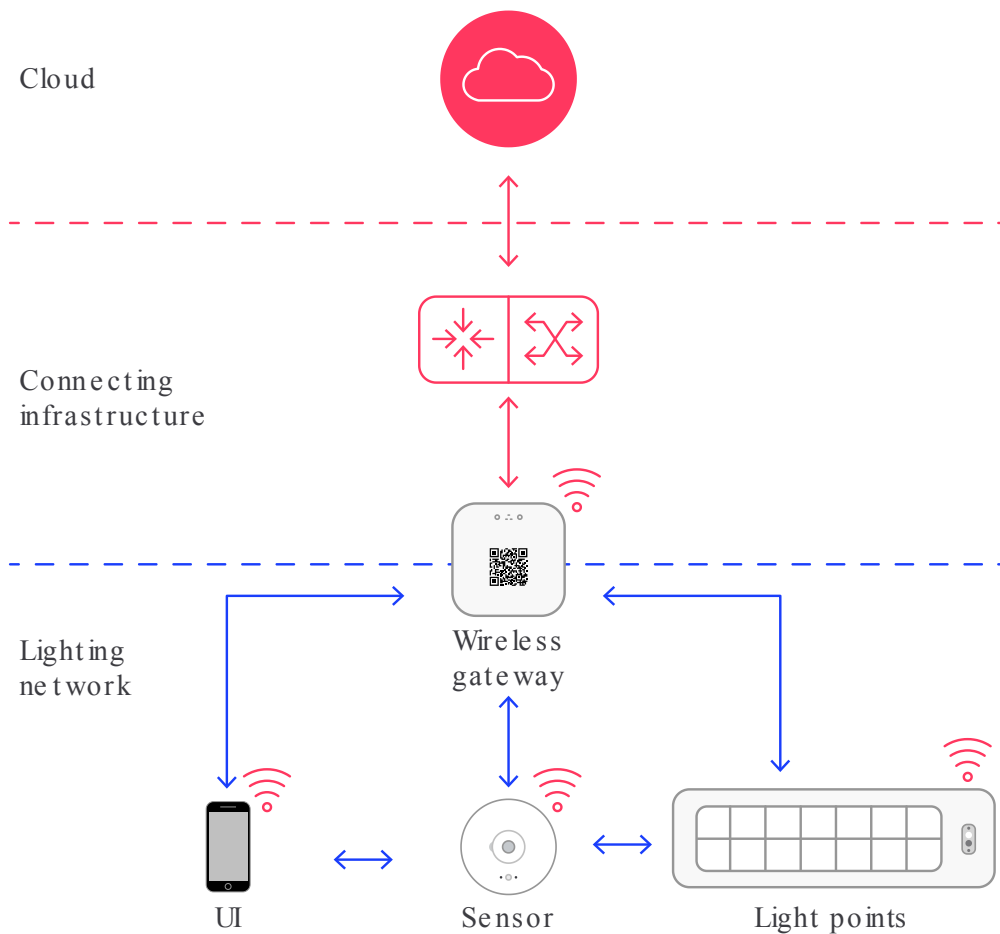 Cloud
Connecting
infrastructure
Wireless
gateway
Lighting
network
UI
Sensor
Light points